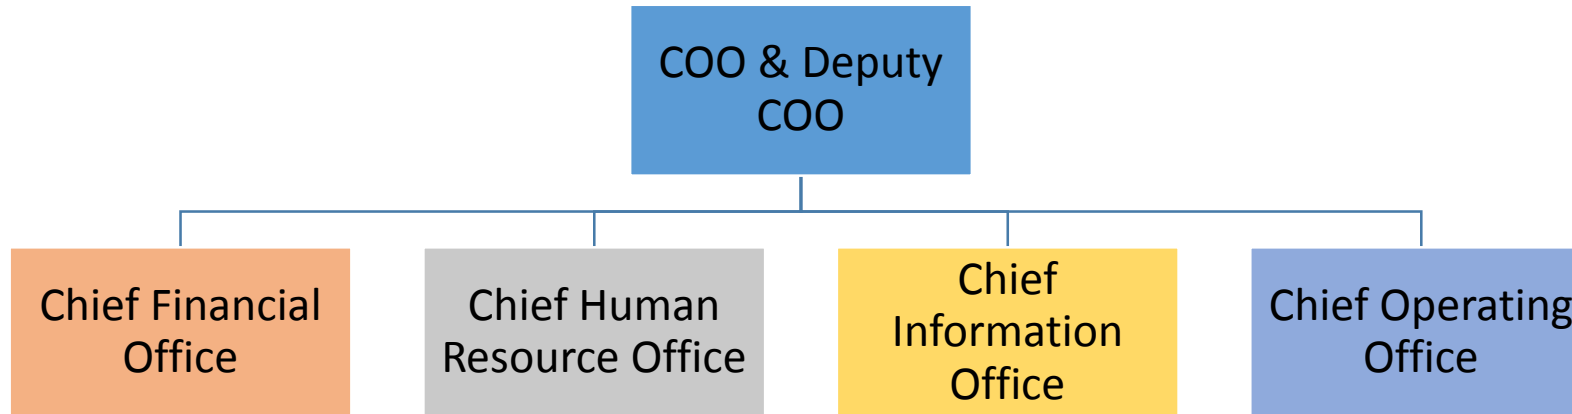 COO & Deputy
COO
Chief Financial
Office
Chief Human
Resource Office
Chief
Information
Office
Chief Operating
Office